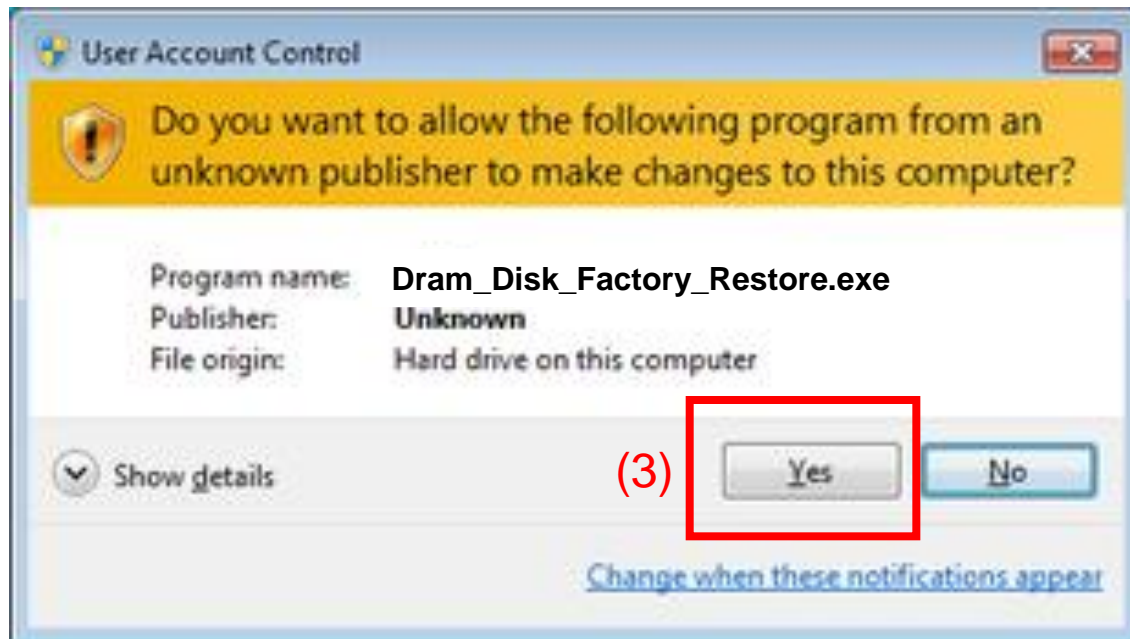 User Account Control
Do you want to allow the following program from an
unknown publisher to make changes to this computer?
Program name: Dram_Disk_Factory_Restore.exe
Publisher: Unknown
File origin: Hard drive on this computer
Show details (3) Yes No
Change when these notifications appear